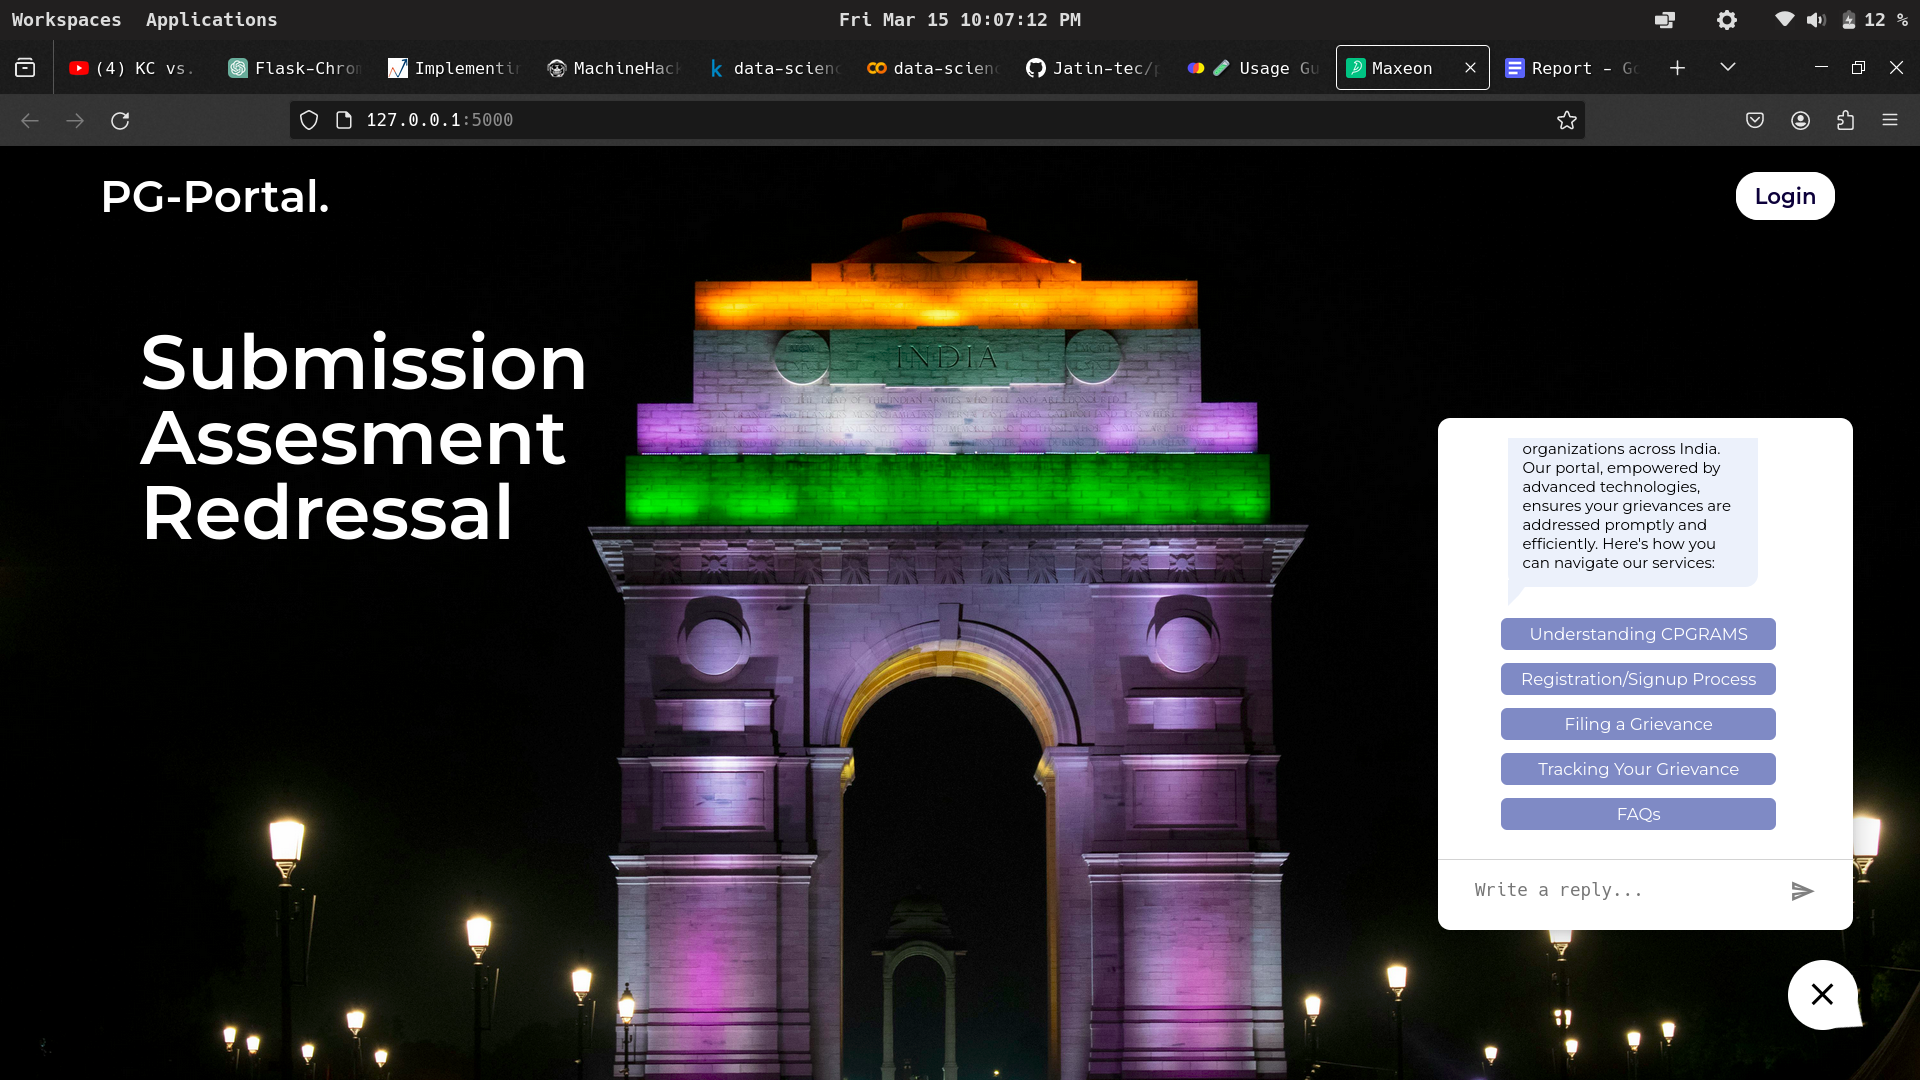 Workspaces Applications Fri Mar 15 10:07:12 PM 12 %
(4) KC vs. Flask-Chrom Implementin MachineHack data-scienc data-scienc Jatin-tec/p Usage Gu Maxeon Report - Go
127.0.0.1:5000
PG-Portal. Login
Submission
Assesment
Redressal
INDIA
organizations across India.
Our portal, empowered by
advanced technologies,
ensures your grievances are
addressed promptly and
efficiently. Here's how you
can navigate our services:
Understanding CPGRAMS
Registration/Signup Process
Filing a Grievance
Tracking Your Grievance
FAQs
Write a reply...